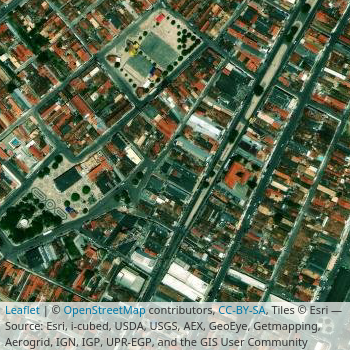 Leaflet | © OpenStreetMap contributors, CC-BY-SA, Tiles © Esri —
Source: Esri, i-cubed, USDA, USGS, AEX, GeoEye, Getmapping,
Aerogrid, IGN, IGP, UPR-EGP, and the GIS User Community